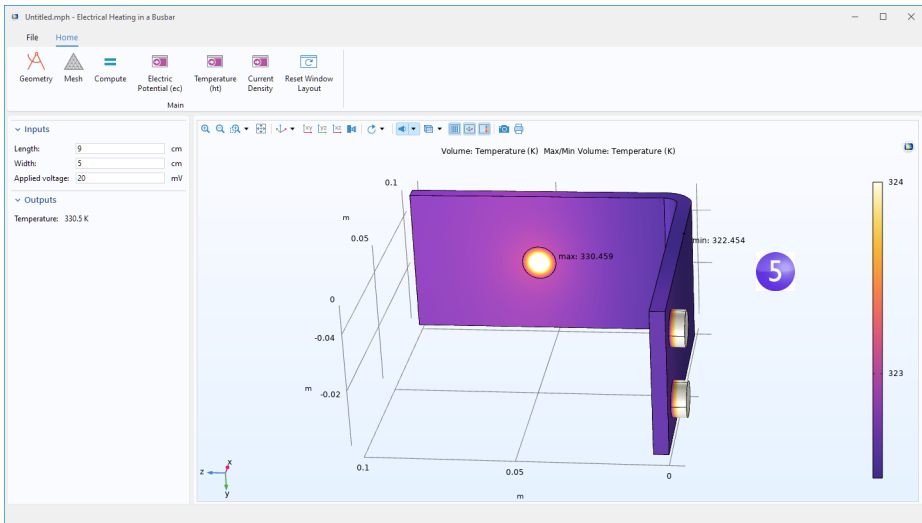 Untitled.mph - Electrical Heating in a Busbar
File Home
Geometry Mesh Compute Electric Potential (ec) Temperature (ht) Current Density Reset Window Layout
Main
Inputs
Length: 9 cm
Width: 5 cm
Applied voltage: 20 mV
Outputs
Temperature: 330.5 K
xy yz xz
Volume: Temperature (K) Max/Min Volume: Temperature (K)
0.1
m
0.05
0
-0.04
m
-0.02
0.1
0.05
0
m
max: 330.459
min: 322.454
5
324
323
z x
y